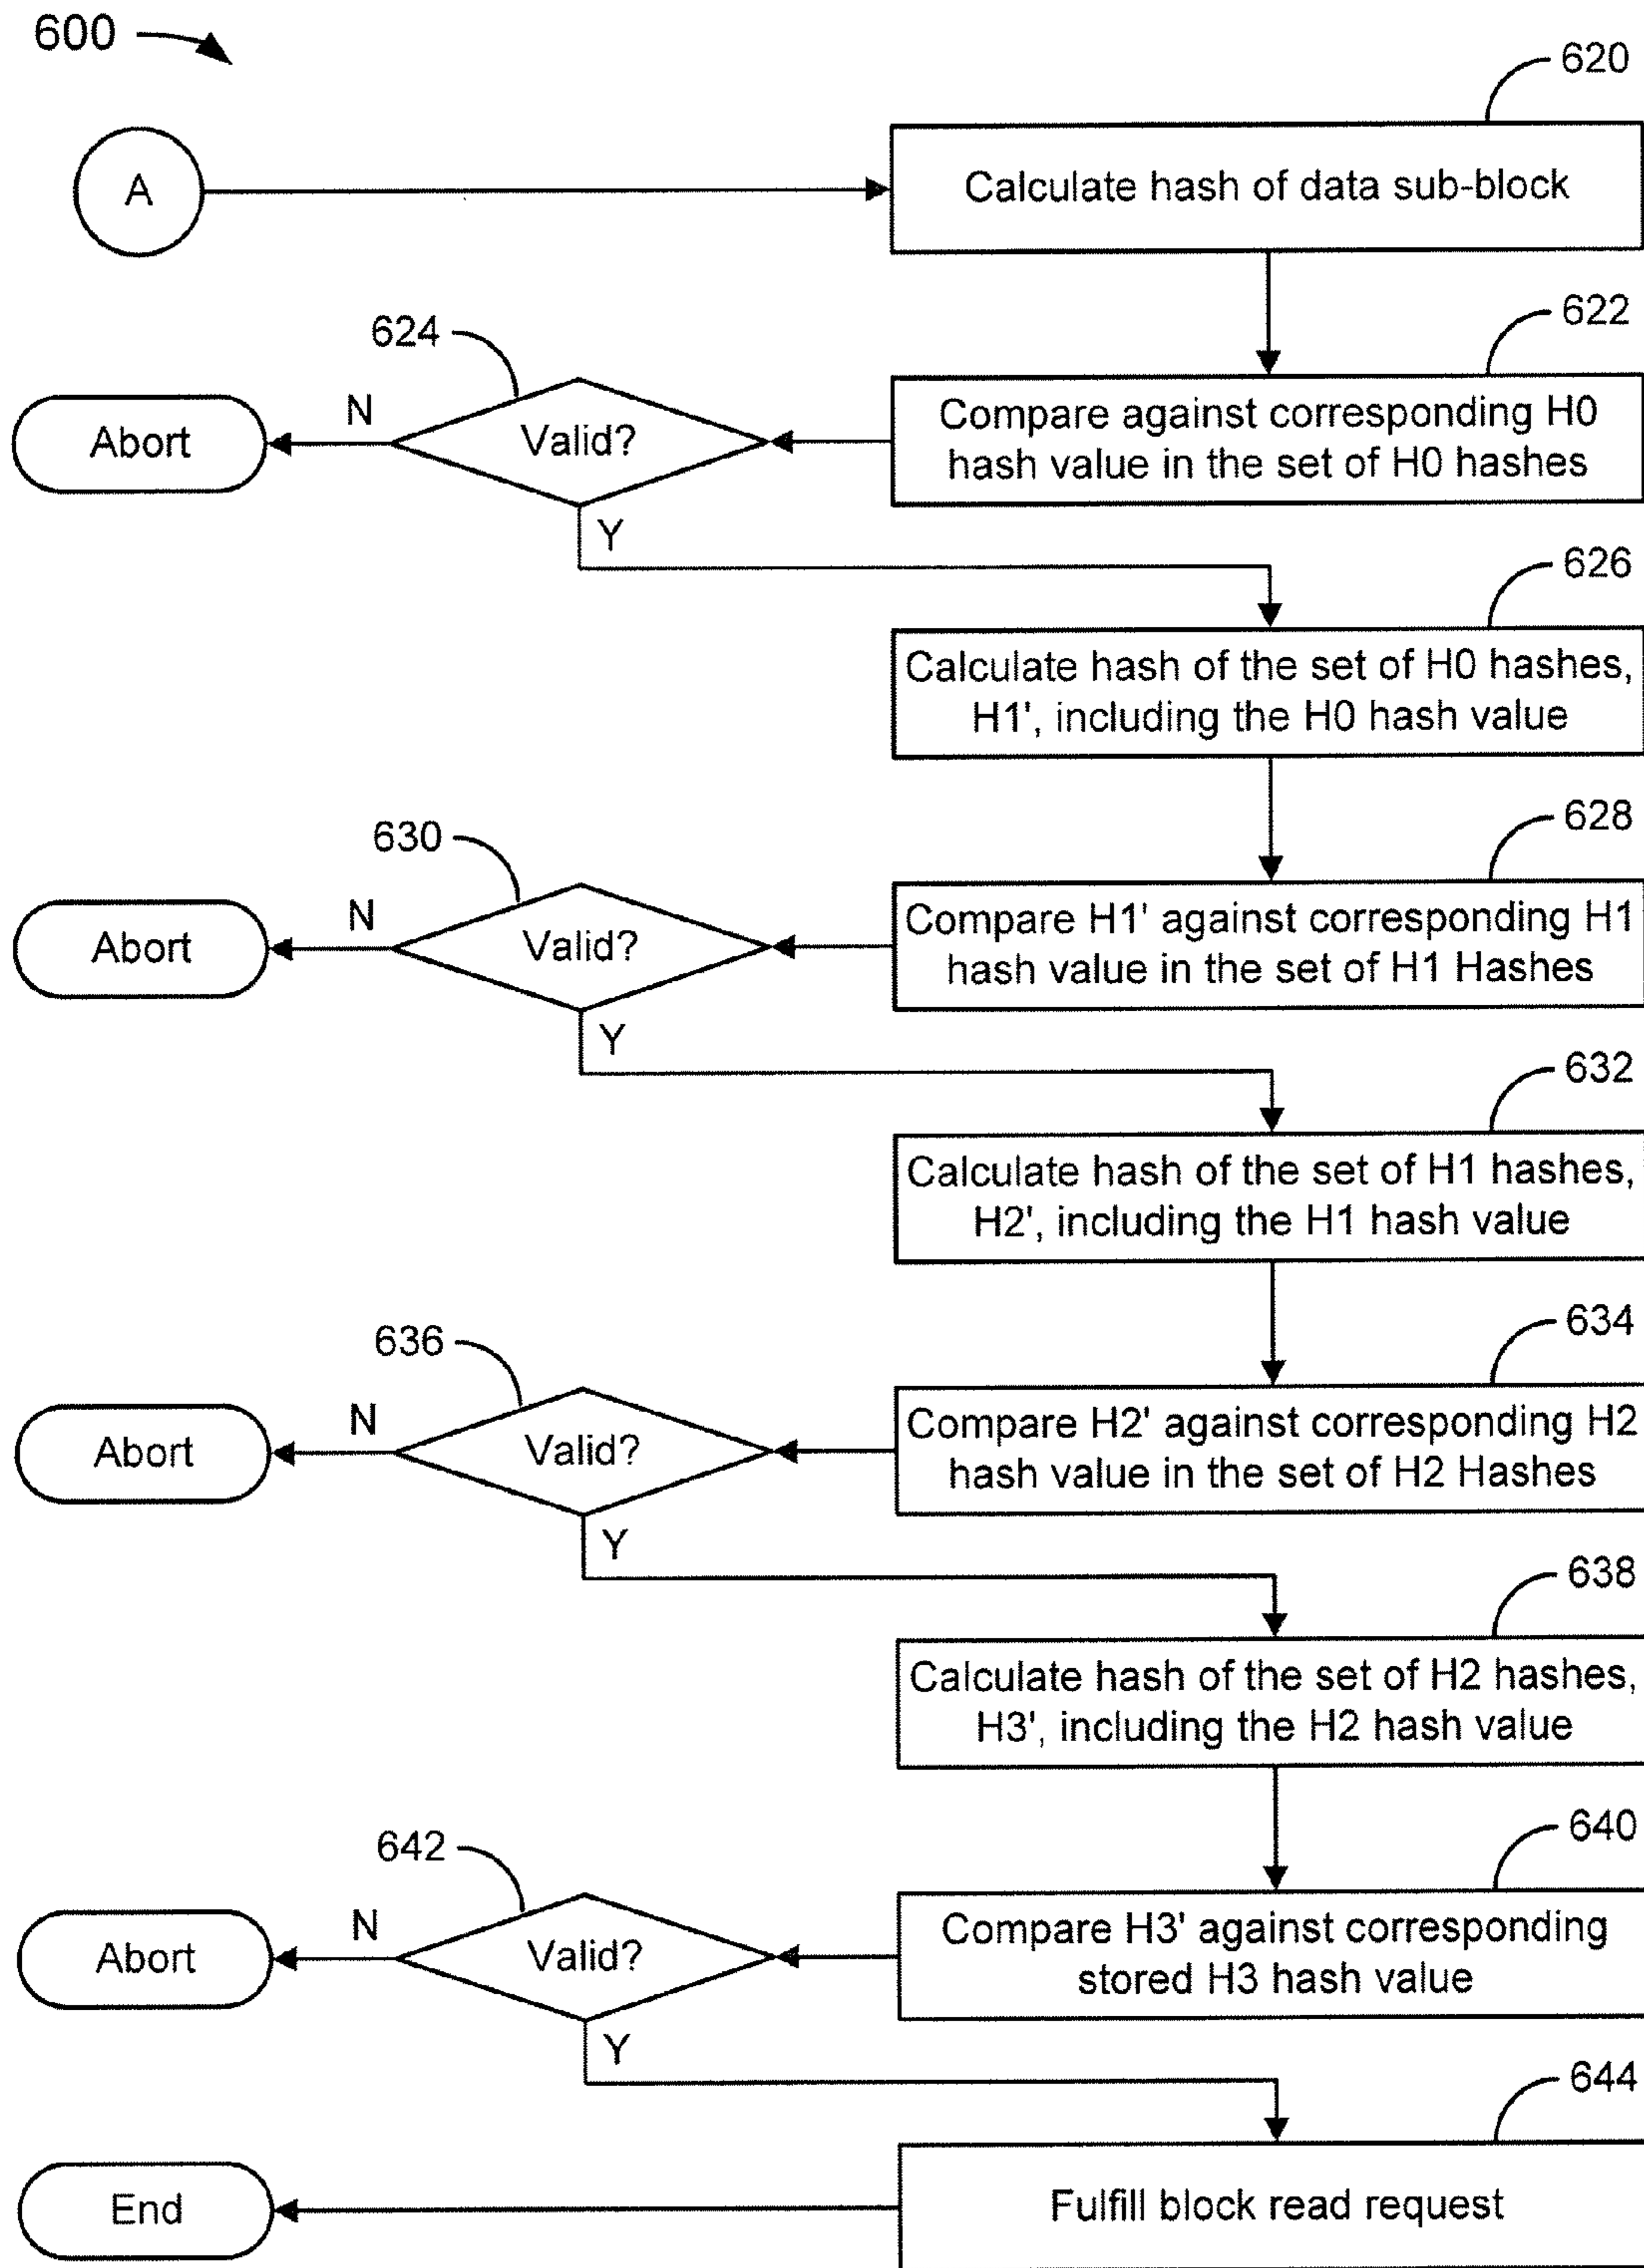 600
620
A
Calculate hash of data sub-block
622
624
Abort
N
Valid?
Compare against corresponding H0
hash value in the set of H0 hashes
Y
626
Calculate hash of the set of H0 hashes,
H1', including the H0 hash value
628
630
Abort
N
Valid?
Compare H1' against corresponding H1
hash value in the set of H1 Hashes
Y
632
Calculate hash of the set of H1 hashes,
H2', including the H1 hash value
634
636
Abort
N
Valid?
Compare H2' against corresponding H2
hash value in the set of H2 Hashes
Y
638
Calculate hash of the set of H2 hashes,
H3', including the H2 hash value
640
642
Abort
N
Valid?
Compare H3' against corresponding
stored H3 hash value
Y
644
End
Fulfill block read request